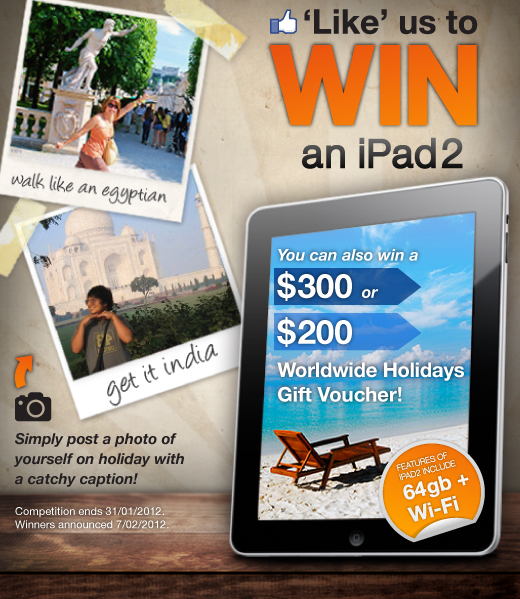 'Like' us to
WIN
an iPad2
walk like an egyptian
get it india
You can also win a
$300 or
$200
Worldwide Holidays
Gift Voucher!
Simply post a photo of
yourself on holiday with
a catchy caption!
Competition ends 31/01/2012.
Winners announced 7/02/2012.
FEATURES OF
IPAD2 INCLUDE
64gb +
Wi-Fi